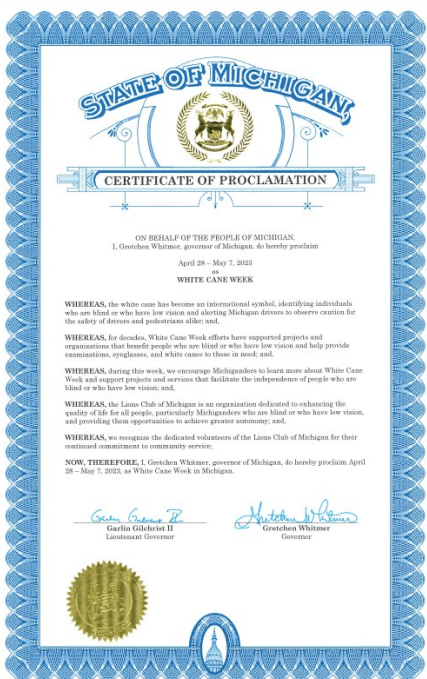 STATE OF MICHIGAN,
CERTIFICATE OF PROCLAMATION
ON BEHALF OF THE PEOPLE OF MICHIGAN,
I, Gretchen Whitmer, governor of Michigan, do hereby proclaim
April 28 – May 7, 2023
as
WHITE CANE WEEK
WHEREAS, the white cane has become an international symbol, identifying individuals
who are blind or who have low vision and alerting Michigan drivers to observe caution for
the safety of drivers and pedestrians alike; and,
WHEREAS, for decades, White Cane Week efforts have supported projects and
organizations that benefit people who are blind or who have low vision and help provide
examinations, eyeglasses, and white canes to those in need; and,
WHEREAS, during this week, we encourage Michiganders to learn more about White Cane
Week and support projects and services that facilitate the independence of people who are
blind or who have low vision; and,
WHEREAS, the Lions Club of Michigan is an organization dedicated to enhancing the
quality of life for all people, particularly Michiganders who are blind or who have low vision,
and providing them opportunities to achieve greater autonomy; and,
WHEREAS, we recognize the dedicated volunteers of the Lions Club of Michigan for their
continued commitment to community service;
NOW, THEREFORE, I, Gretchen Whitmer, governor of Michigan, do hereby proclaim April
28 – May 7, 2023, as White Cane Week in Michigan.
Garlin Gilchrist II Gretchen Whitmer
Garlin Gilchrist II Gretchen Whitmer
Lieutenant Governor Governor